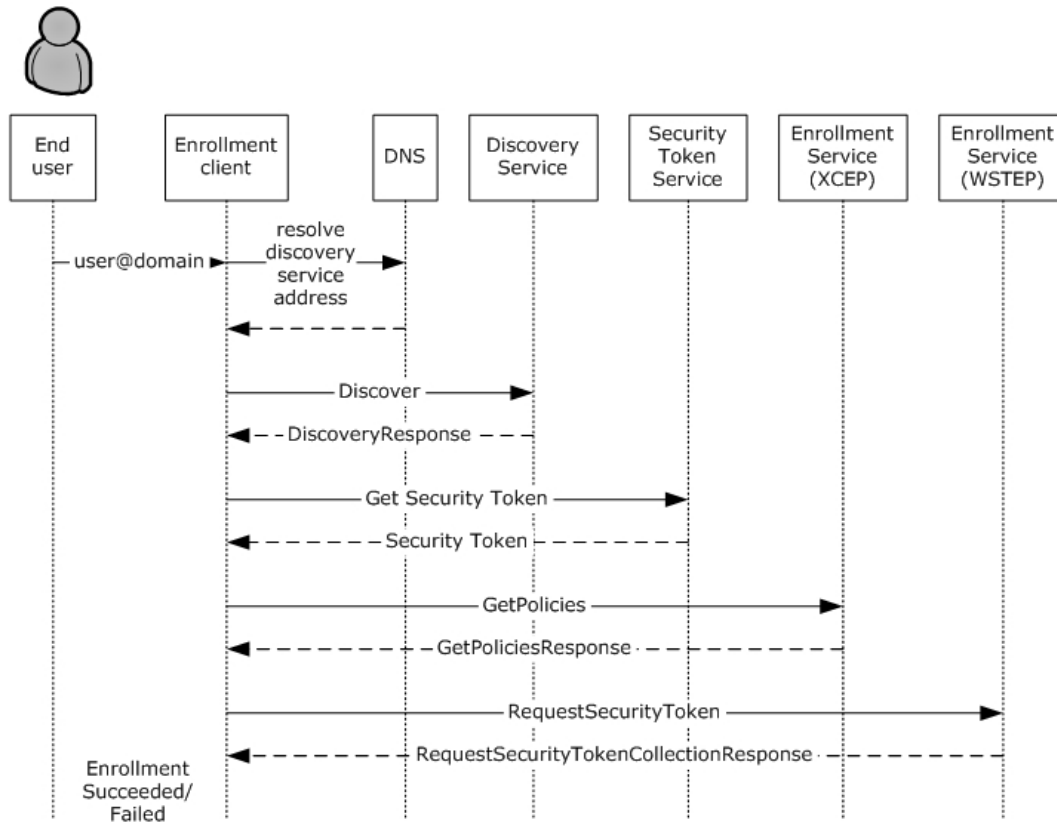 End
user
Enrollment
client
DNS
Discovery
Service
Security
Token
Service
Enrollment
Service
(XCEP)
Enrollment
Service
(WSTEP)
user@domain
resolve
discovery
service
address
Discover
DiscoveryResponse
Get Security Token
Security Token
GetPolicies
GetPoliciesResponse
RequestSecurityToken
RequestSecurityTokenCollectionResponse
Enrollment
Succeeded/
Failed